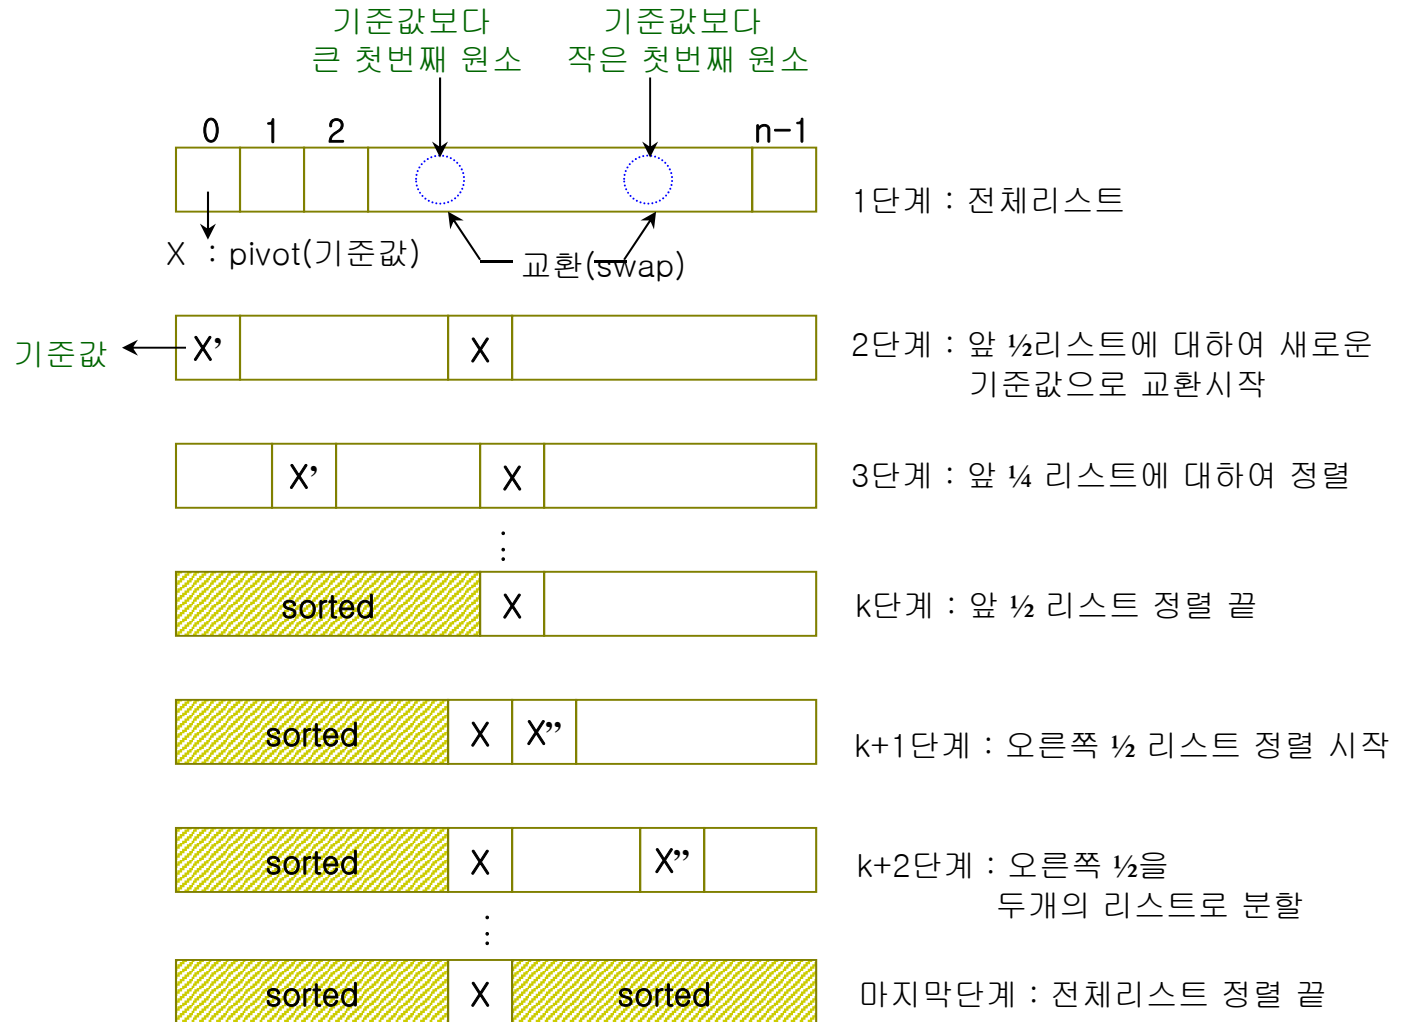 기준값보다
큰 첫번째 원소
기준값보다
작은 첫번째 원소
0 1 2 n-1
1단계 : 전체리스트
X : pivot(기준값)
교환(swap)
기준값
X’ X
2단계 : 앞 ½리스트에 대하여 새로운
기준값으로 교환시작
X’ X
3단계 : 앞 ¼ 리스트에 대하여 정렬
⋮
sorted X
k단계 : 앞 ½ 리스트 정렬 끝
sorted X X”
k+1단계 : 오른쪽 ½ 리스트 정렬 시작
sorted X X”
k+2단계 : 오른쪽 ½을
두개의 리스트로 분할
⋮
sorted X sorted
마지막단계 : 전체리스트 정렬 끝